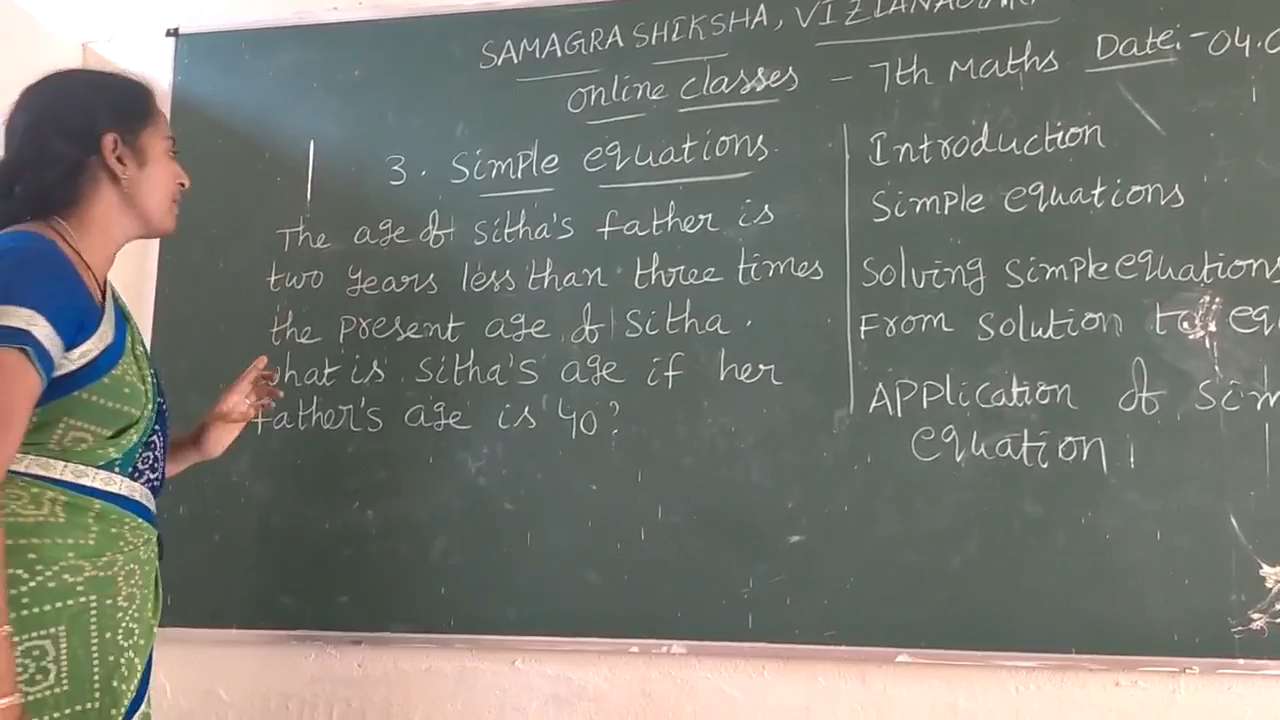 SAMAGRA SHIKSHA, VIZIANAGARAM
Online classes - 7th Maths Date:-04.0
3. Simple equations.
The age of sitha's father is
two years less than three times
the present age of sitha.
What is sitha's age if her
father's age is 40?
Introduction
Simple equations
Solving simple equations
From solution to eq
Application of sim
equation